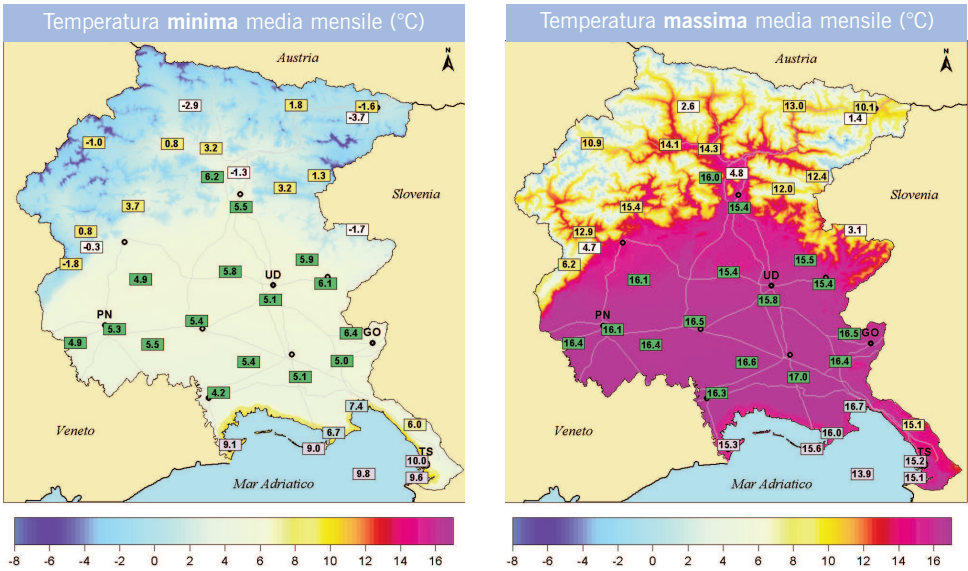 Temperatura minima media mensile (°C)
Austria
N
-2.9 1.8 -1.6
-3.7
-1.0 0.8 3.2
6.2 -1.3 1.3
3.2
Slovenia
3.7 5.5
0.8 -1.7
-0.3
-1.8 5.9
4.9 5.8 UD 6.1
5.1
PN 5.4
5.3 6.4 GO
4.9 5.5
5.4 5.0
5.1
4.2
7.4
6.0
Veneto 6.7
9.1 9.0 TS
10.0
9.8 9.6
Mar Adriatico
-8 -6 -4 -2 0 2 4 6 8 10 12 14 16
Temperatura massima media mensile (°C)
Austria
N
2.6 13.0 10.1
1.4
10.9 14.1 14.3
16.0 4.8 12.4
12.0
Slovenia
15.4 15.4
12.9 3.1
4.7
6.2 15.5
16.1 15.4 UD 15.4
15.8
PN 16.5
16.1 16.5 GO
16.4 16.4
16.6 16.4
17.0
16.3
16.7
15.1
Veneto 16.0
15.3 15.6 TS
15.2
13.9 15.1
Mar Adriatico
-8 -6 -4 -2 0 2 4 6 8 10 12 14 16